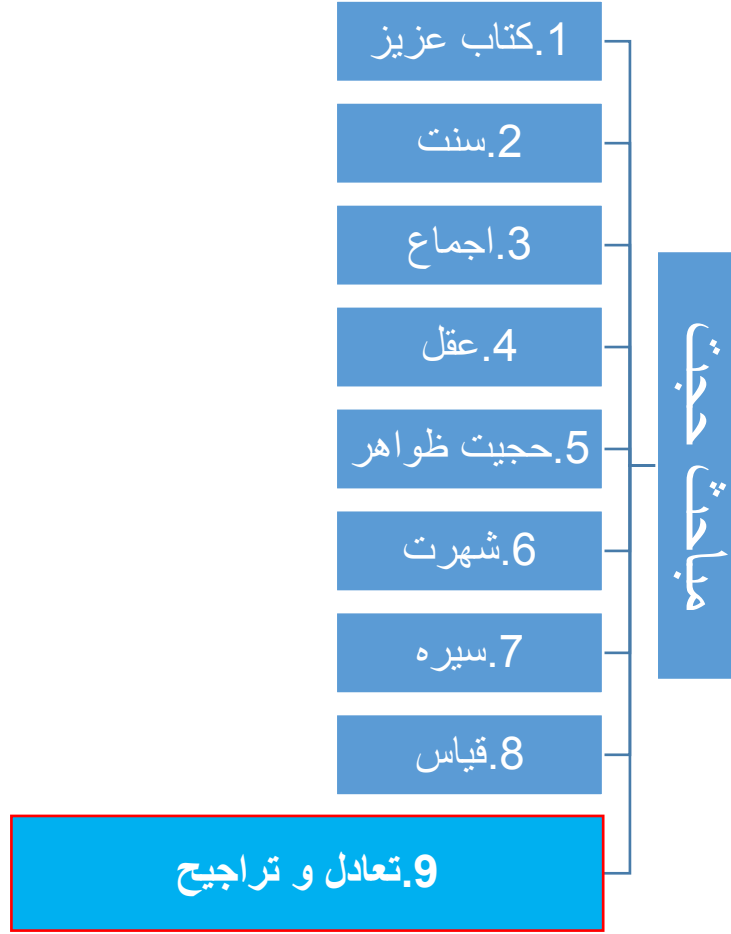 مباحث حجت
1.کتاب عزیز
2.سنت
3.اجماع
4.عقل
5.حجیت ظواهر
6.شهرت
7.سیره
8.قیاس
9.تعادل و تراجیح